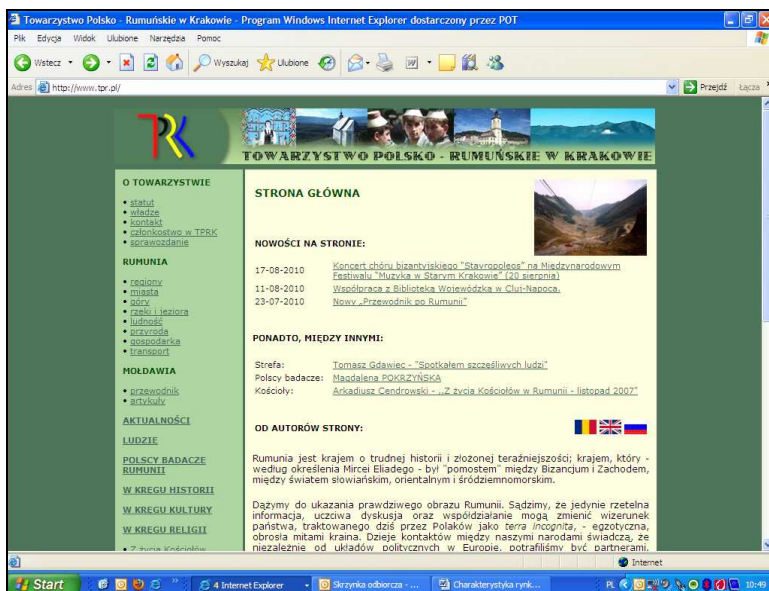 Towarzystwo Polsko - Rumuńskie w Krakowie - Program Windows Internet Explorer dostarczony przez POT
Plik Edycja Widok Ulubione Narzędzia Pomoc
Wstecz Wyszukaj Ulubione
Adres http://www.tpr.pl/ Przejdź Łącza
TOWARZYSTWO POLSKO - RUMUŃSKIE W KRAKOWIE
O TOWARZYSTWIE
• statut
• władze
• kontakt
• członkostwo w TPRK
• sprawozdanie
RUMUNIA
• regiony
• miasta
• góry
• rzeki i jeziora
• ludność
• przyroda
• gospodarka
• transport
MOŁDAWIA
• przewodnik
• artykuły
AKTUALNOŚCI
LUDZIE
POLSCY BADACZE
RUMUNII
W KRĘGU HISTORII
W KRĘGU KULTURY
W KRĘGU RELIGII
• Z życia Kościołów
STRONA GŁÓWNA
NOWOŚCI NA STRONIE:
17-08-2010 Koncert chóru bizantyjskiego "Stavropoleos" na Międzynarodowym
Festiwalu "Muzyka w Starym Krakowie" (20 sierpnia)
11-08-2010 Współpraca z Biblioteką Wojewódzką w Cluj-Napoca.
23-07-2010 Nowy „Przewodnik po Rumunii"
PONADTO, MIĘDZY INNYMI:
Strefa: Tomasz Gdawiec - "Spotkałem szczęśliwych ludzi"
Polscy badacze: Magdalena POKRZYŃSKA
Kościoły: Arkadiusz Cendrowski - „Z życia Kościołów w Rumunii - listopad 2007"
OD AUTORÓW STRONY:
Rumunia jest krajem o trudnej historii i złożonej teraźniejszości; krajem, który -
według określenia Mircei Eliadego - był "pomostem" między Bizancjum i Zachodem,
między światem słowiańskim, orientalnym i śródziemnomorskim.
Dążymy do ukazania prawdziwego obrazu Rumunii. Sądzimy, że jedynie rzetelna
informacja, uczciwa dyskusja oraz współdziałanie mogą zmienić wizerunek
państwa, traktowanego dziś przez Polaków jako terra incognita, - egzotyczna,
obrosła mitami kraina. Dzieje kontaktów między naszymi narodami świadczą, że
niezależnie od układów politycznych w Europie, potrafiliśmy być partnerami.
Internet
Start 4 Internet Explorer Skrzynka odbiorcza - ... Charakterystyka rynk... PL 10:49